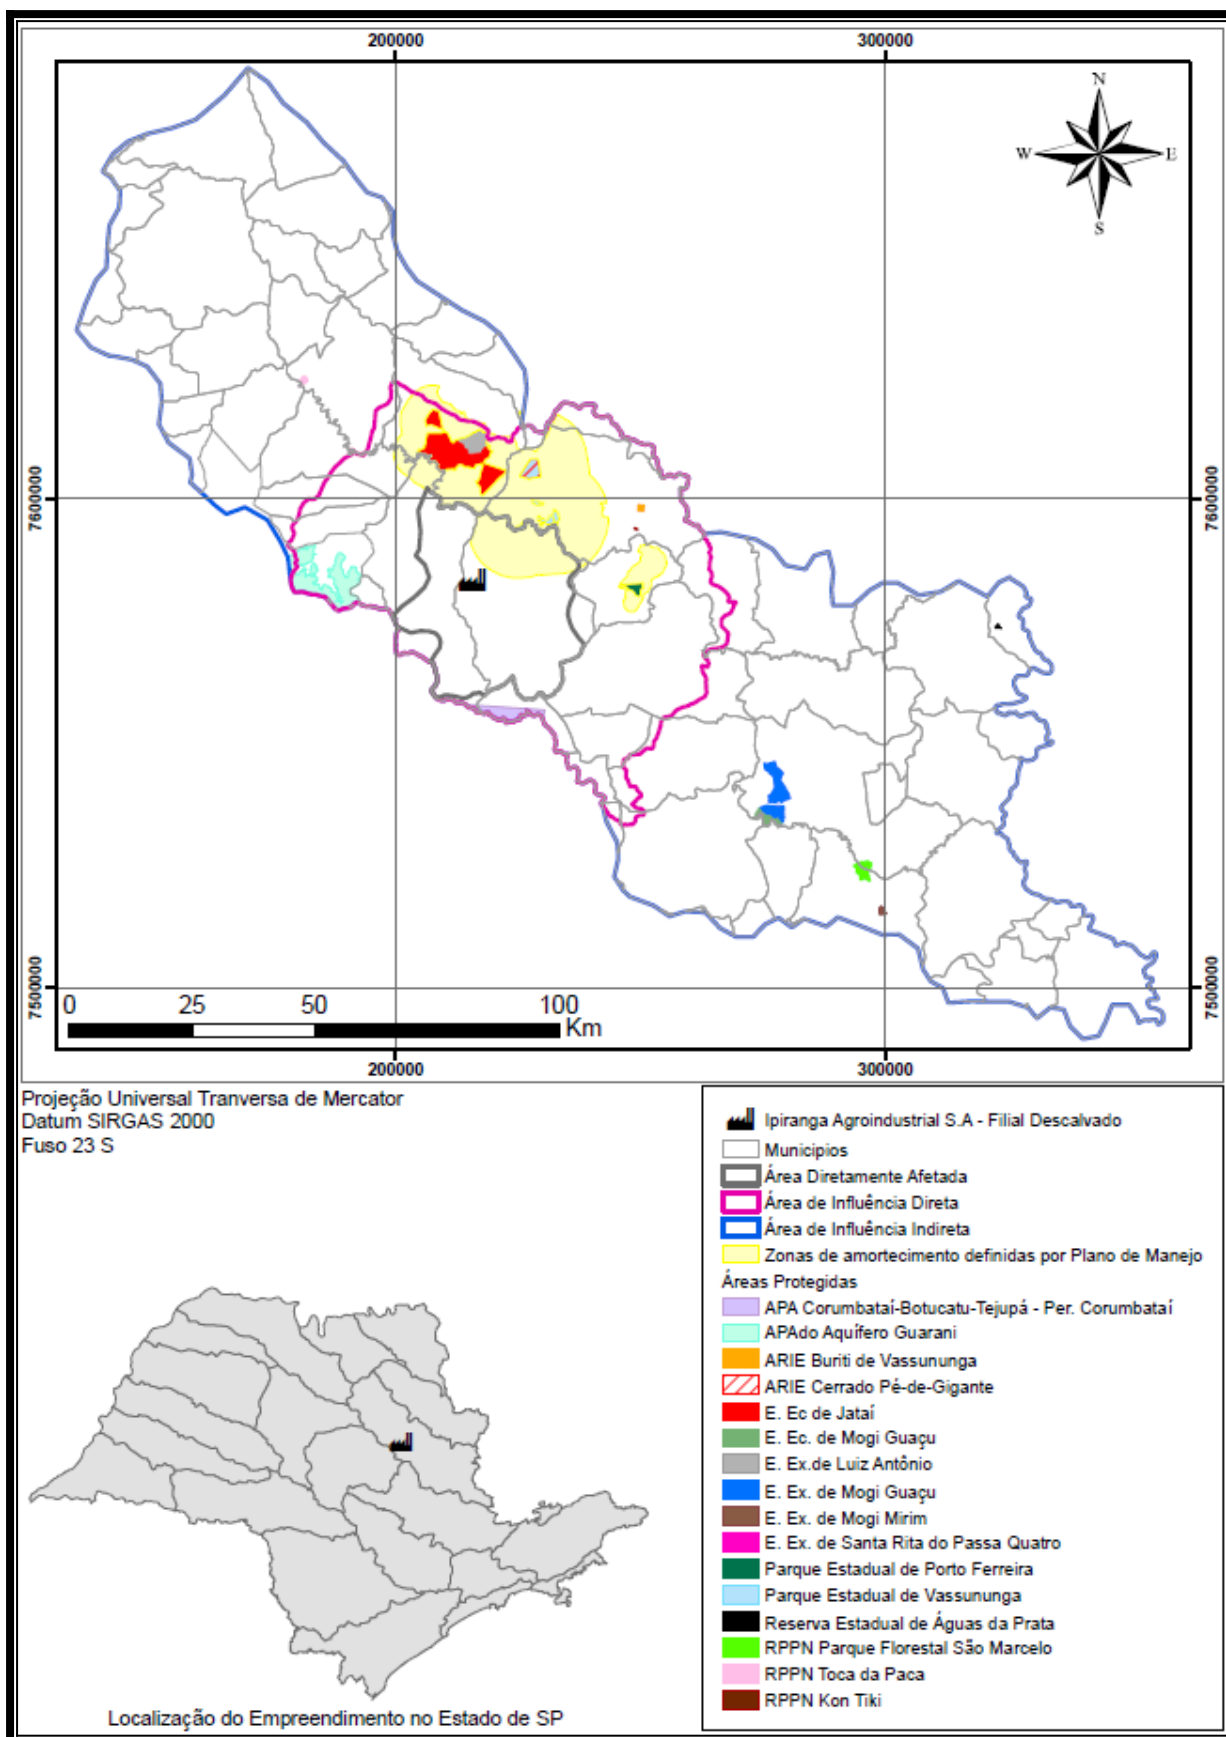 200000
300000
N
W
E
S
7600000
7600000
7500000
7500000
0
25
50
100
Km
200000
300000
Projeção Universal Tranversa de Mercator
Datum SIRGAS 2000
Fuso 23 S
Ipiranga Agroindustrial S.A - Filial Descalvado
Municipios
Área Diretamente Afetada
Área de Influência Direta
Área de Influência Indireta
Zonas de amortecimento definidas por Plano de Manejo
Áreas Protegidas
APA Corumbataí-Botucatu-Tejupá - Per. Corumbataí
APAdo Aquífero Guarani
ARIE Buriti de Vassununga
ARIE Cerrado Pé-de-Gigante
E. Ec de Jataí
E. Ec. de Mogi Guaçu
E. Ex.de Luiz Antônio
E. Ex. de Mogi Guaçu
E. Ex. de Mogi Mirim
E. Ex. de Santa Rita do Passa Quatro
Parque Estadual de Porto Ferreira
Parque Estadual de Vassununga
Reserva Estadual de Águas da Prata
RPPN Parque Florestal São Marcelo
RPPN Toca da Paca
RPPN Kon Tiki
Localização do Empreendimento no Estado de SP